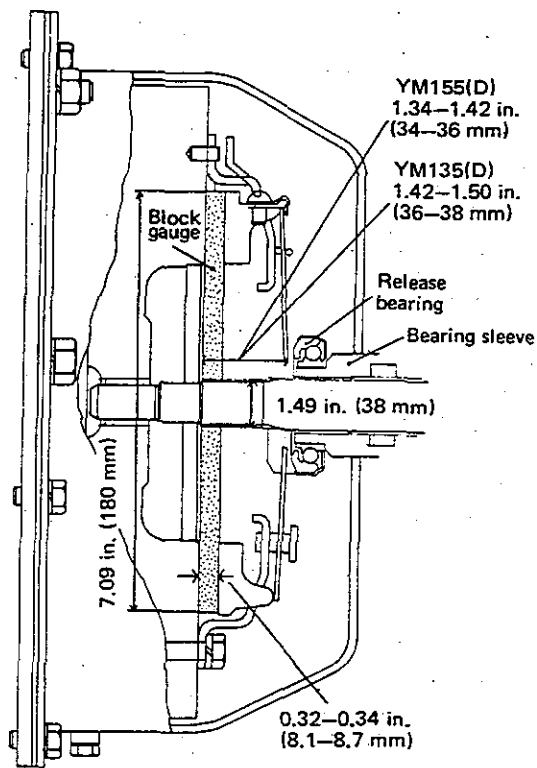 YM155(D)
1.34–1.42 in.
(34–36 mm)
YM135(D)
1.42–1.50 in.
(36–38 mm)
Block
gauge
Release
bearing
Bearing sleeve
1.49 in. (38 mm)
7.09 in. (180 mm)
0.32–0.34 in.
(8.1–8.7 mm)